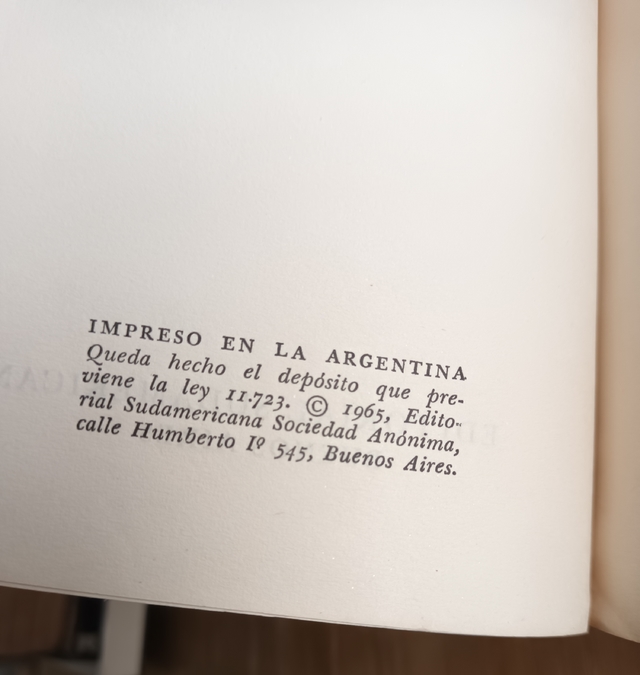 IMPRESO EN LA ARGENTINA
Queda hecho el depósito que pre-
viene la ley 11.723. © 1965, Edito-
rial Sudamericana Sociedad Anónima,
calle Humberto Iº 545, Buenos Aires.